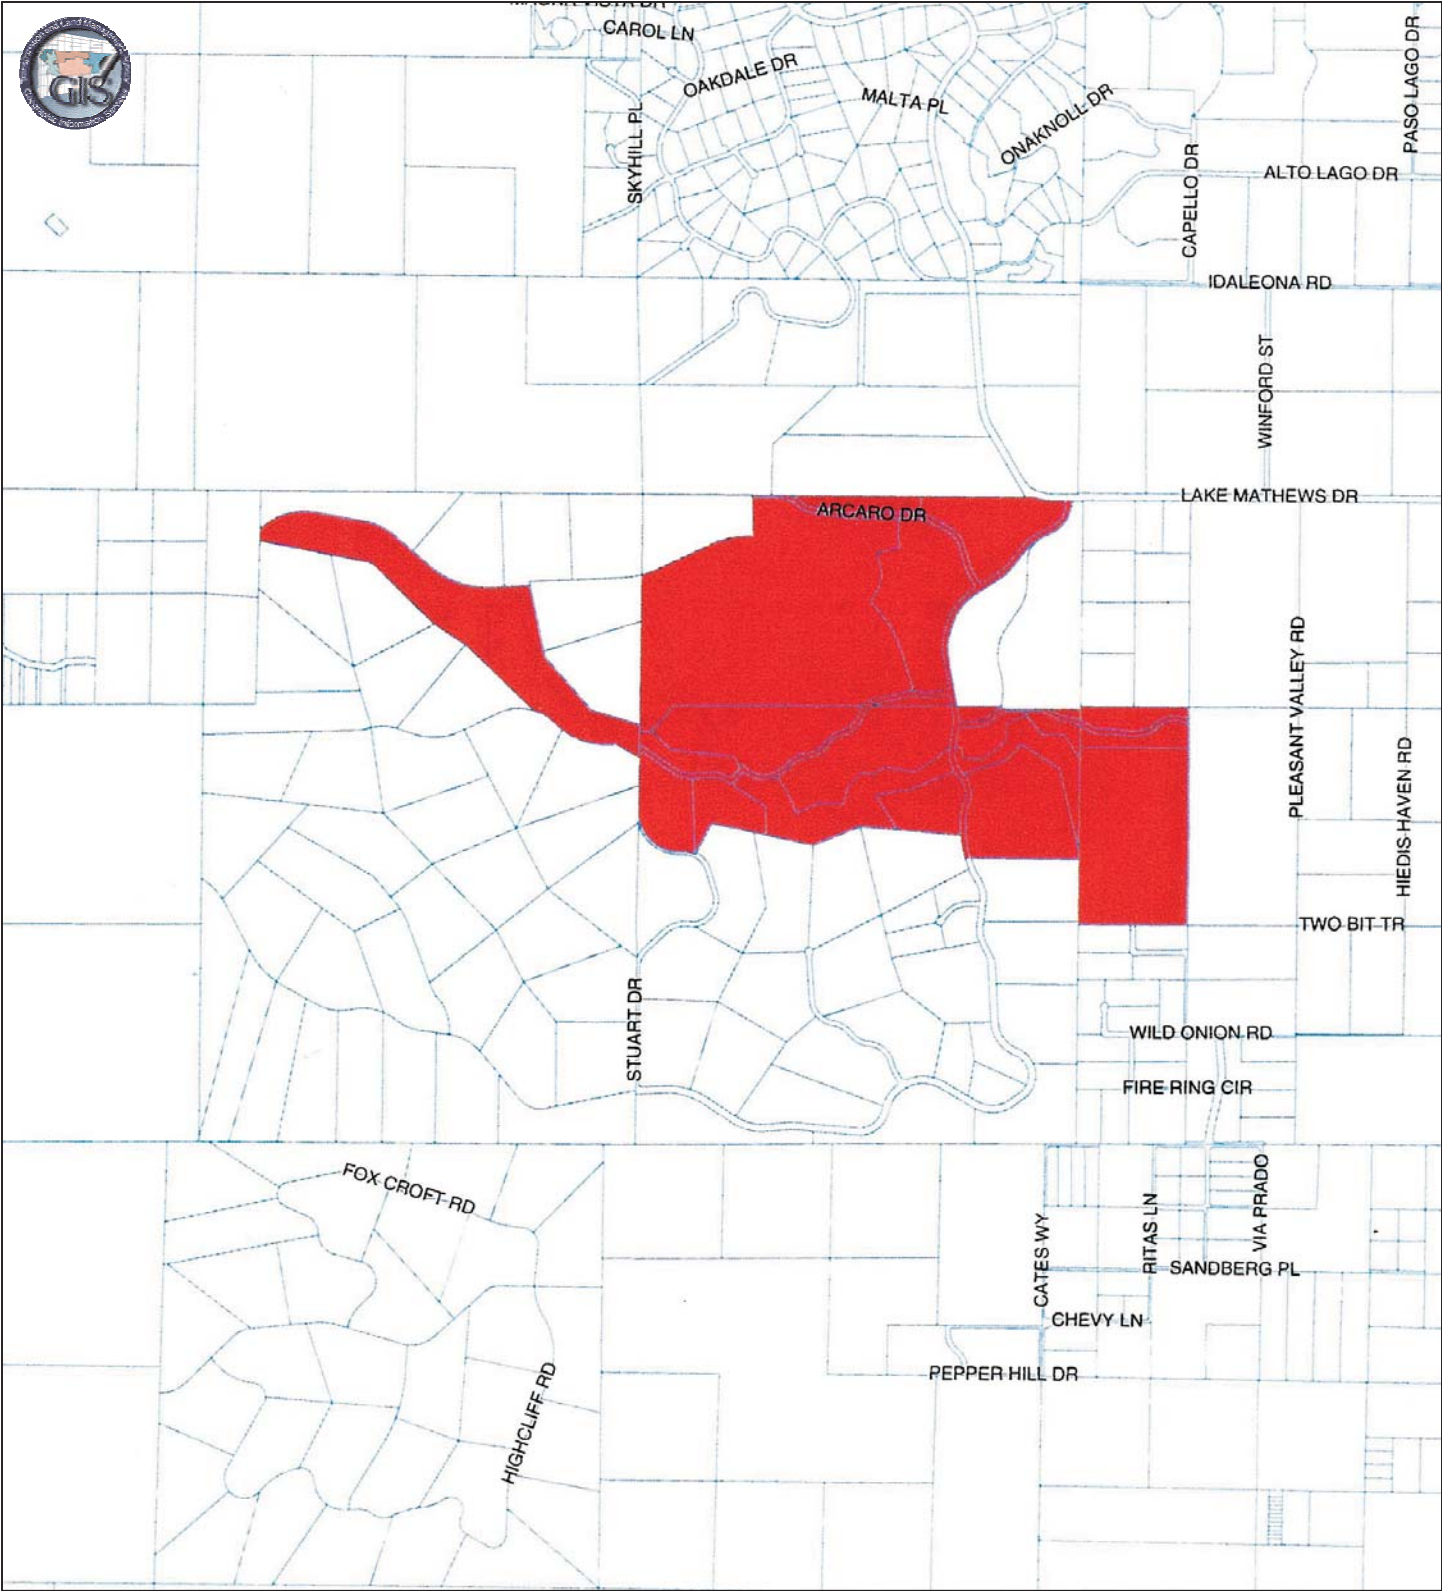 CAROL LN
OAKDALE DR
MALTA PL
ONAKNOLL DR
SKYHILL PL
CAPELLO DR
PASO LAGO DR
ALTO LAGO DR
IDALEONA RD
WINFORD ST
LAKE MATHEWS DR
ARCARO DR
PLEASANT VALLEY RD
HIEDIS HAVEN RD
TWO BIT TR
STUART DR
WILD ONION RD
FIRE RING CIR
FOX CROFT RD
CATES WY
RITAS LN
VIA PRADO
SANDBERG PL
CHEVY LN
PEPPER HILL DR
HIGHCLIFF RD
GIS